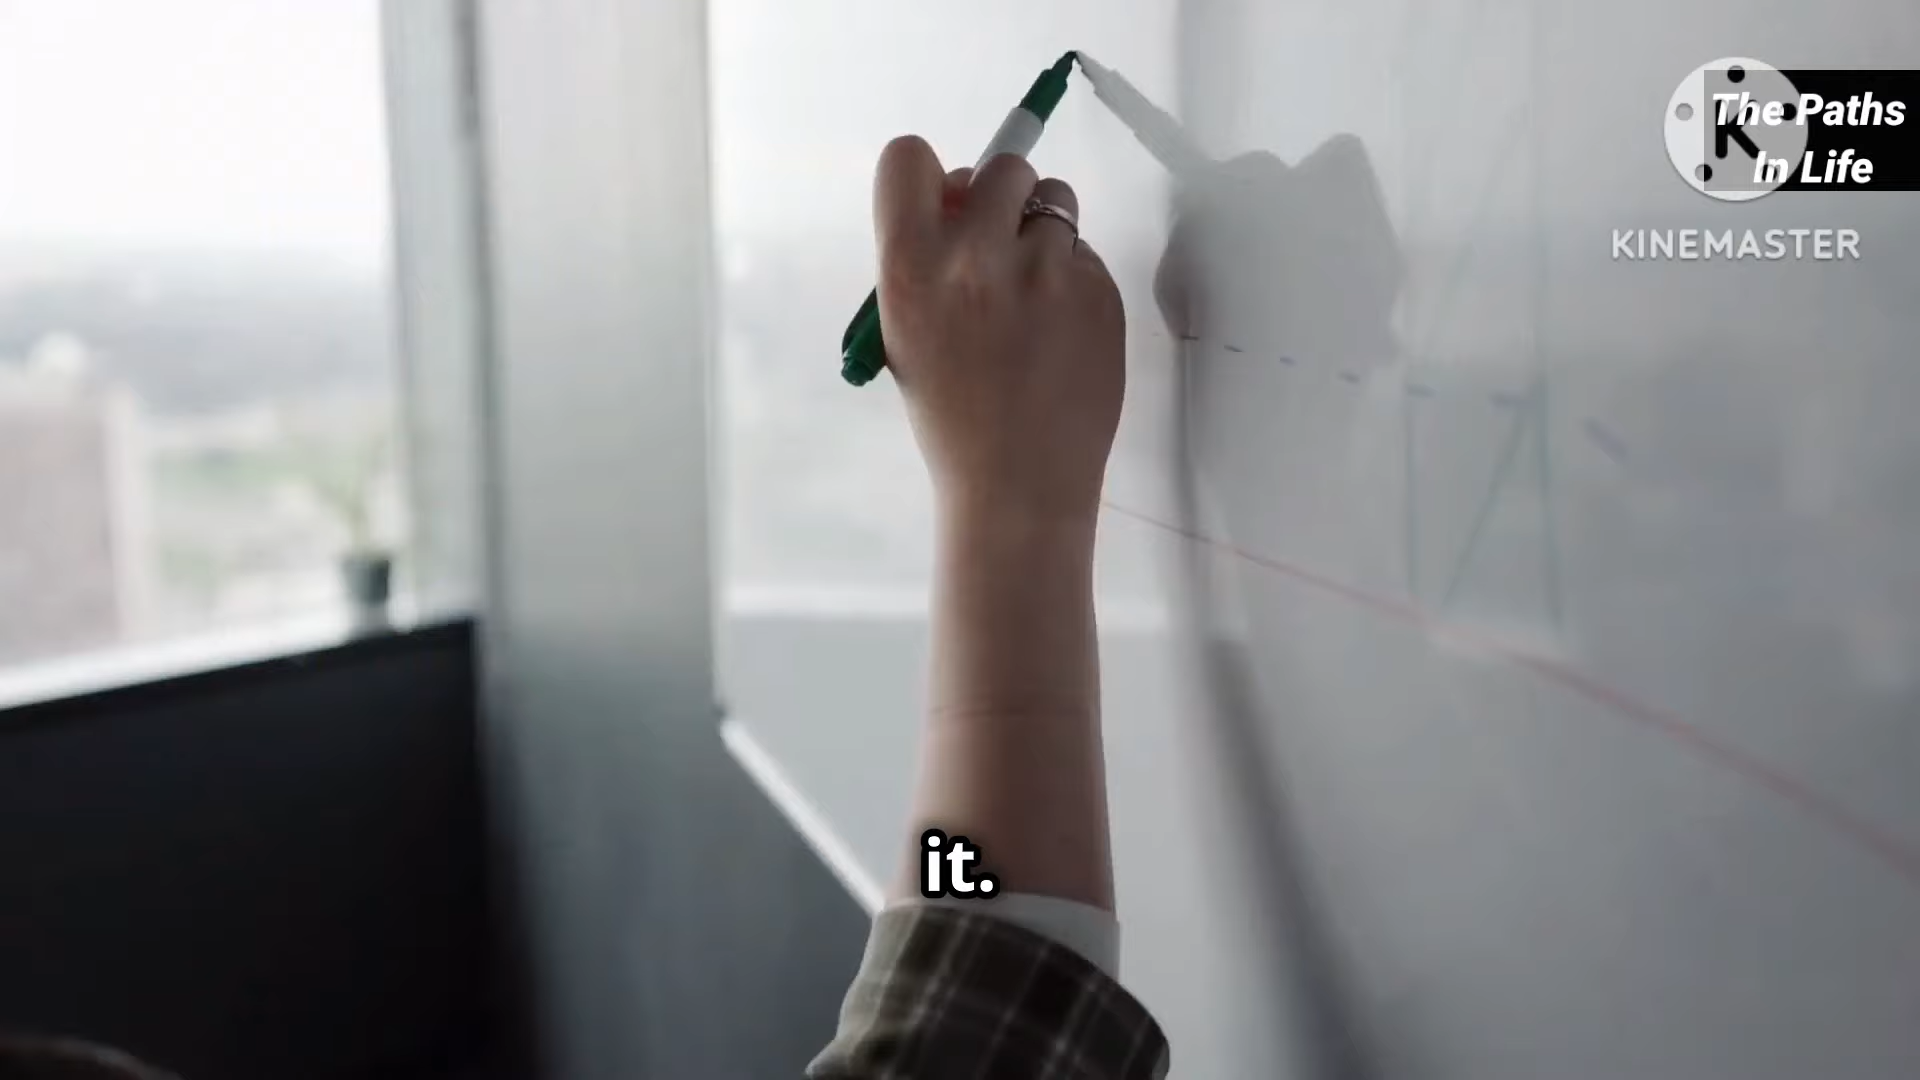 The Paths
In Life
K
KINEMASTER
it.